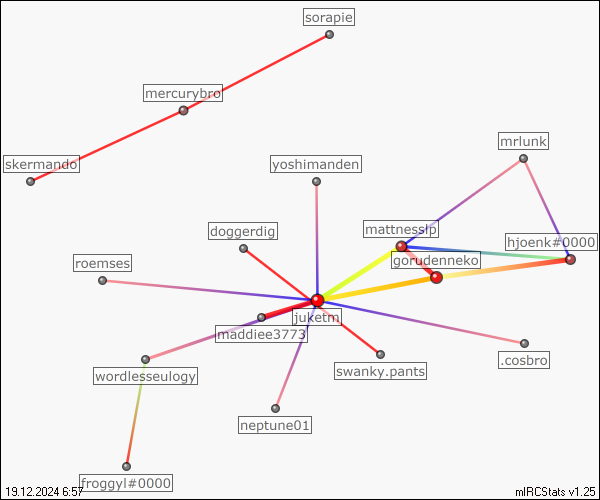 sorapie
mercurybro
mrlunk
skermando
yoshimanden
mattnesslp
doggerdig
hjoenk#0000
gorudenneko
roemses
juketm
maddiee3773
.cosbro
swanky.pants
wordlesseulogy
neptune01
froggyl#0000
19.12.2024 6:57
mIRCStats v1.25